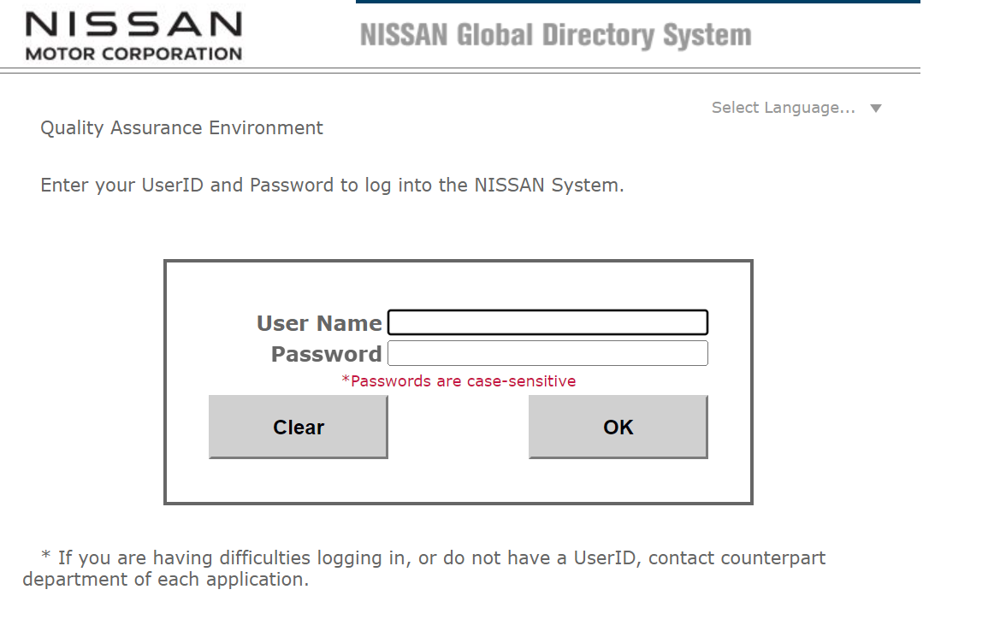 NISSAN
MOTOR CORPORATION
NISSAN Global Directory System
Select Language...
Quality Assurance Environment
Enter your UserID and Password to log into the NISSAN System.
User Name
Password
*Passwords are case-sensitive
Clear
OK
* If you are having difficulties logging in, or do not have a UserID, contact counterpart
department of each application.